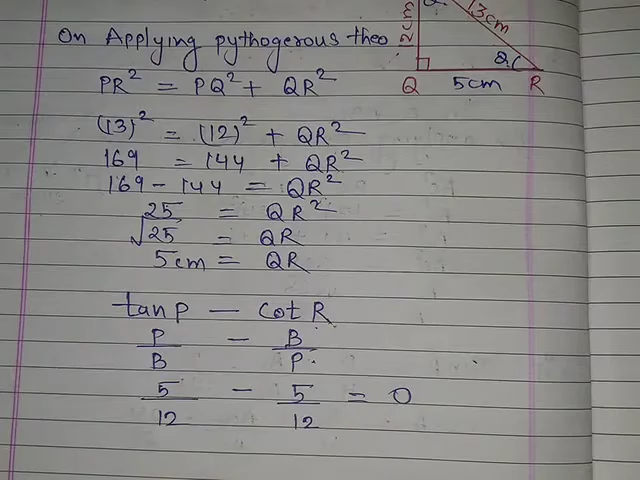 12cm
13cm
On Applying pythogerous theo
Q 5cm R
PR² = PQ² + QR²
(13)² = (12)² + QR²
169 = 144 + QR²
169 - 144 = QR²
25 = QR²
√25 = QR
5cm = QR
tan P — cot R
P/B — B/P
5/12 — 5/12 = 0